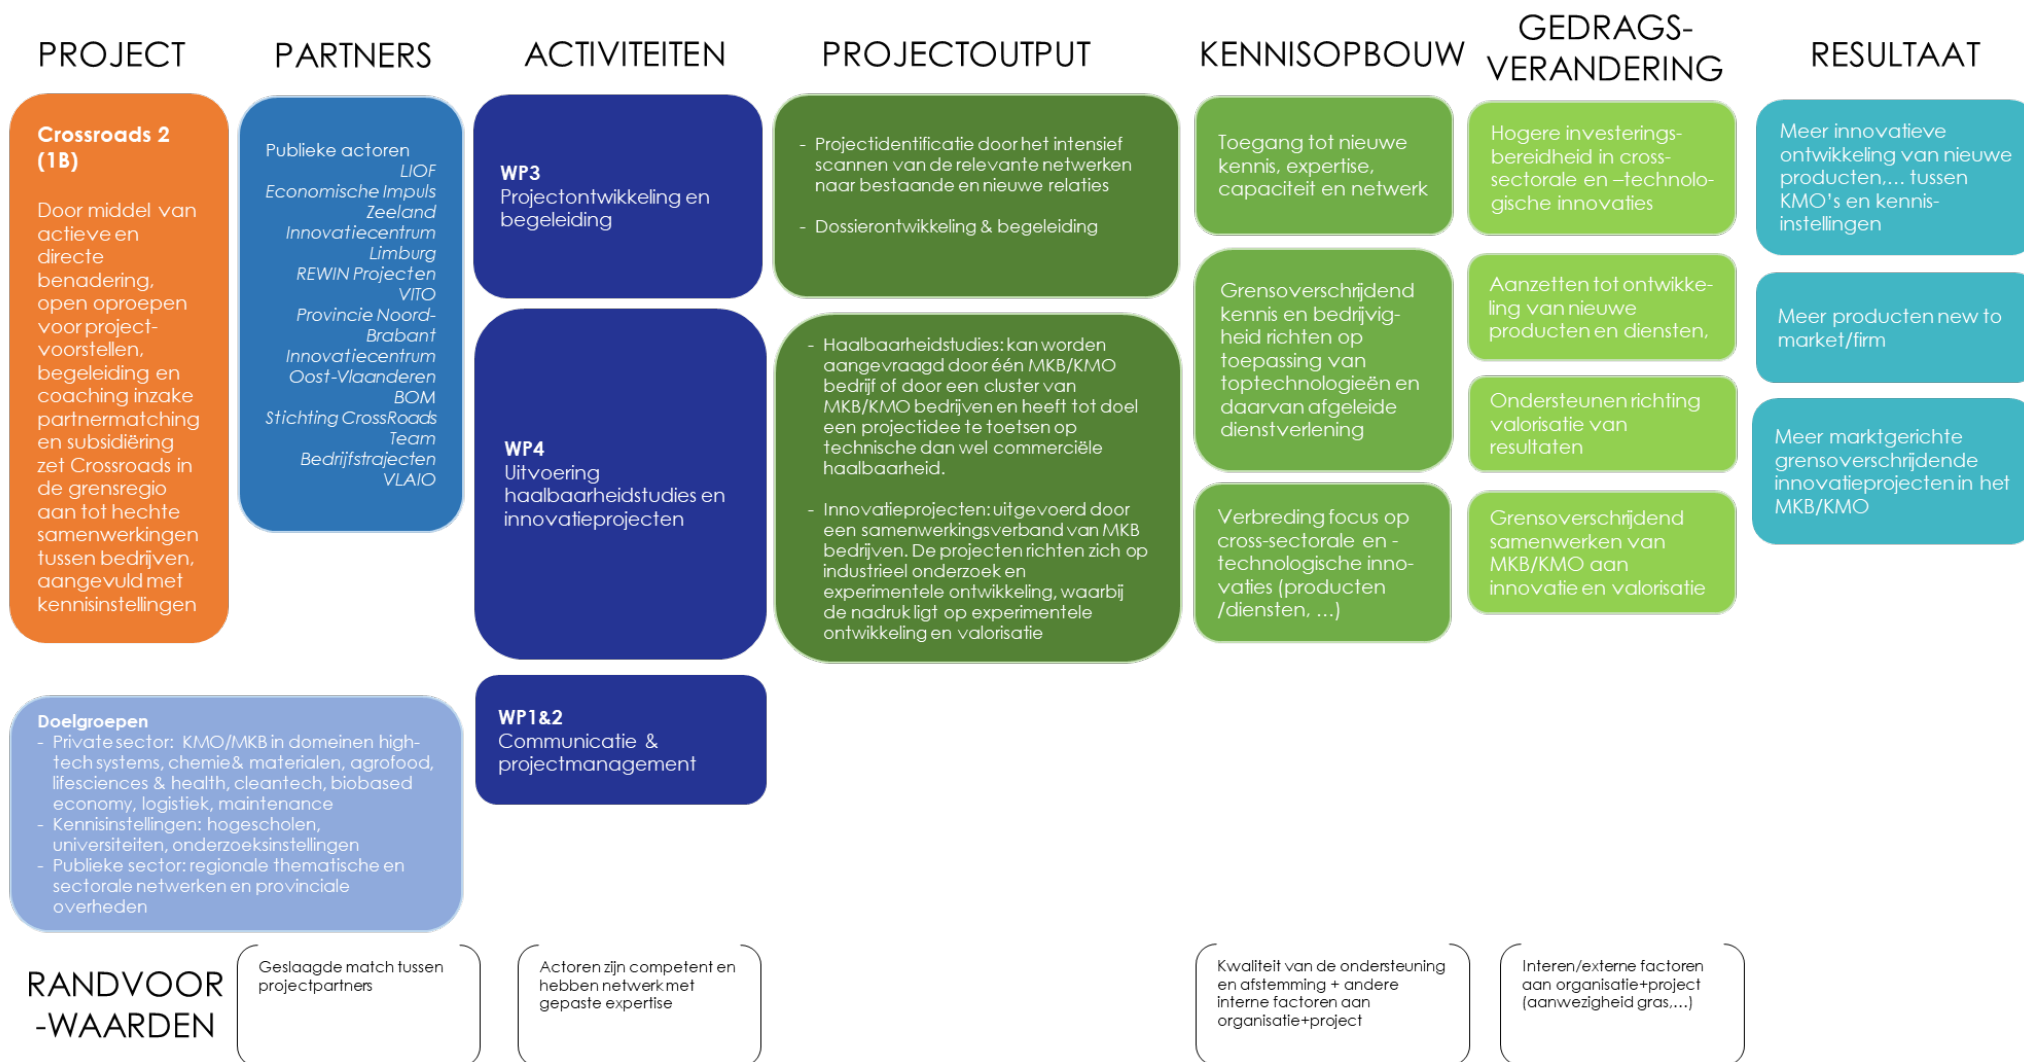 PROJECT
PARTNERS
ACTIVITEITEN
PROJECTOUTPUT
KENNISOPBOUW
GEDRAGS-
VERANDERING
RESULTAAT
Crossroads 2
(1B)
Door middel van
actieve en
directe
benadering,
open oproepen
voor project-
voorstellen,
begeleiding en
coaching inzake
partnermatching
en subsidiëring
zet Crossroads in
de grensregio
aan tot hechte
samenwerkingen
tussen bedrijven,
aangevuld met
kennisinstellingen
Publieke actoren
LIOF
Economische Impuls
Zeeland
Innovatiecentrum
Limburg
REWIN Projecten
VITO
Provincie Noord-
Brabant
Innovatiecentrum
Oost-Vlaanderen
BOM
Stichting CrossRoads
Team
Bedrijfstrajecten
VLAIO
WP3
Projectontwikkeling en
begeleiding
WP4
Uitvoering
haalbaarheidstudies en
innovatieprojecten
WP1&2
Communicatie &
projectmanagement
- Projectidentificatie door het intensief
scannen van de relevante netwerken
naar bestaande en nieuwe relaties
- Dossierontwikkeling & begeleiding
- Haalbaarheidstudies: kan worden
aangevraagd door één MKB/KMO
bedrijf of door een cluster van
MKB/KMO bedrijven en heeft tot doel
een projectidee te toetsen op
technische dan wel commerciële
haalbaarheid.
- Innovatieprojecten: uitgevoerd door
een samenwerkingsverband van MKB
bedrijven. De projecten richten zich op
industrieel onderzoek en
experimentele ontwikkeling, waarbij
de nadruk ligt op experimentele
ontwikkeling en valorisatie
Toegang tot nieuwe
kennis, expertise,
capaciteit en netwerk
Grensoverschrijdend
kennis en bedrijvig-
heid richten op
toepassing van
toptechnologieën en
daarvan afgeleide
dienstverlening
Verbreding focus op
cross-sectorale en -
technologische inno-
vaties (producten
/diensten, ...)
Hogere investerings-
bereidheid in cross-
sectorale en –technolo-
gische innovaties
Aanzetten tot ontwikke-
ling van nieuwe
producten en diensten,
Ondersteunen richting
valorisatie van
resultaten
Grensoverschrijdend
samenwerken van
MKB/KMO aan
innovatie en valorisatie
Meer innovatieve
ontwikkeling van nieuwe
producten,... tussen
KMO's en kennis-
instellingen
Meer producten new to
market/firm
Meer marktgerichte
grensoverschrijdende
innovatieprojecten in het
MKB/KMO
Doelgroepen
- Private sector: KMO/MKB in domeinen high-
tech systems, chemie& materialen, agrofood,
lifesciences & health, cleantech, biobased
economy, logistiek, maintenance
- Kennisinstellingen: hogescholen,
universiteiten, onderzoeksinstellingen
- Publieke sector: regionale thematische en
sectorale netwerken en provinciale
overheden
RANDVOOR
-WAARDEN
Geslaagde match tussen
projectpartners
Actoren zijn competent en
hebben netwerk met
gepaste expertise
Kwaliteit van de ondersteuning
en afstemming + andere
interne factoren aan
organisatie+project
Interen/externe factoren
aan organisatie+project
(aanwezigheid gras,...)